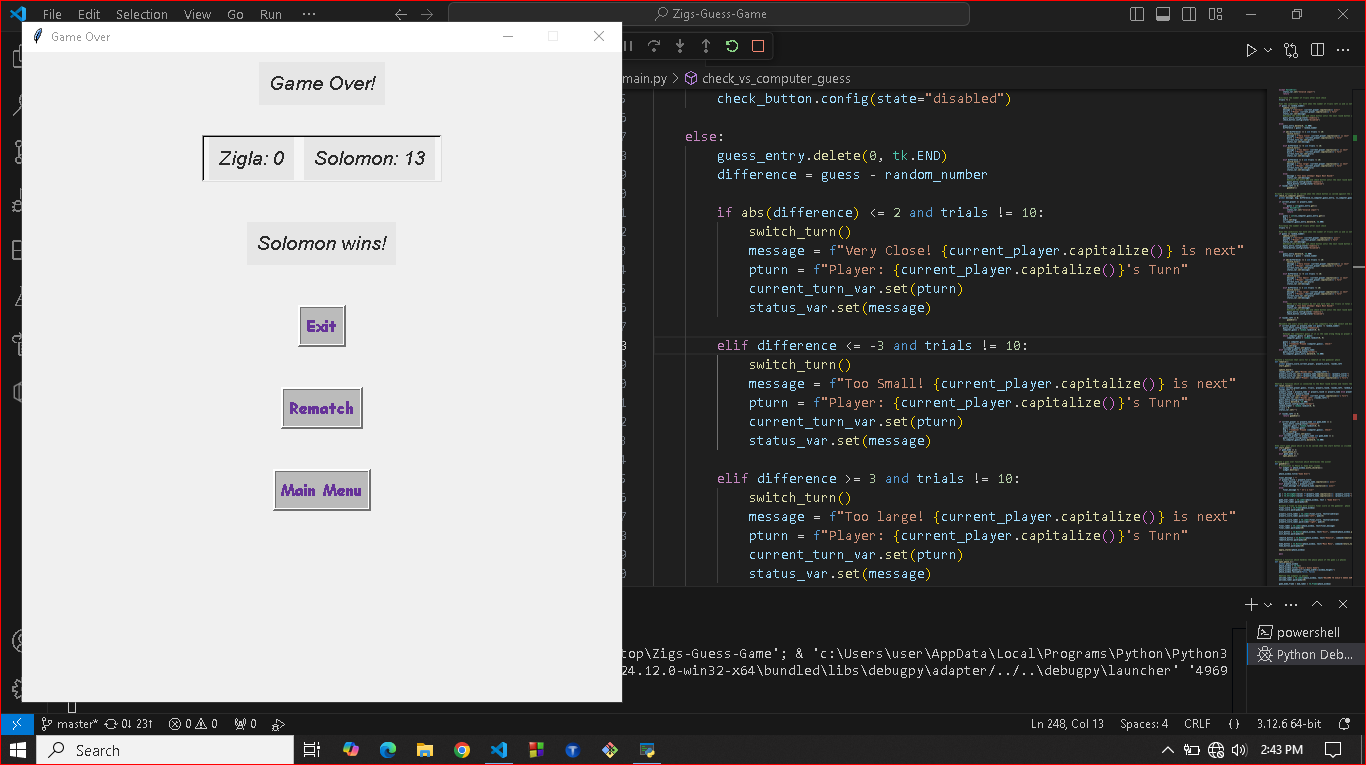 File Edit Selection View Go Run ···
Zigs-Guess-Game
Game Over
Game Over!
Zigla: 0 Solomon: 13
Solomon wins!
Exit
Rematch
Main Menu
main.py > check_vs_computer_guess
check_button.config(state="disabled")
else:
guess_entry.delete(0, tk.END)
difference = guess - random_number
if abs(difference) <= 2 and trials != 10:
switch_turn()
message = f"Very Close! {current_player.capitalize()} is next"
pturn = f"Player: {current_player.capitalize()}'s Turn"
current_turn_var.set(pturn)
status_var.set(message)
elif difference <= -3 and trials != 10:
switch_turn()
message = f"Too Small! {current_player.capitalize()} is next"
pturn = f"Player: {current_player.capitalize()}'s Turn"
current_turn_var.set(pturn)
status_var.set(message)
elif difference >= 3 and trials != 10:
switch_turn()
message = f"Too large! {current_player.capitalize()} is next"
pturn = f"Player: {current_player.capitalize()}'s Turn"
current_turn_var.set(pturn)
status_var.set(message)
top\Zigs-Guess-Game'; & 'c:\Users\user\AppData\Local\Programs\Python\Python3
24.12.0-win32-x64\bundled\libs\debugpy\adapter/../..\debugpy\launcher' '4969
powershell
Python Deb...
master* 0↓ 23↑ 0 0 0
Ln 248, Col 13 Spaces: 4 CRLF {} 3.12.6 64-bit
Search
2:43 PM